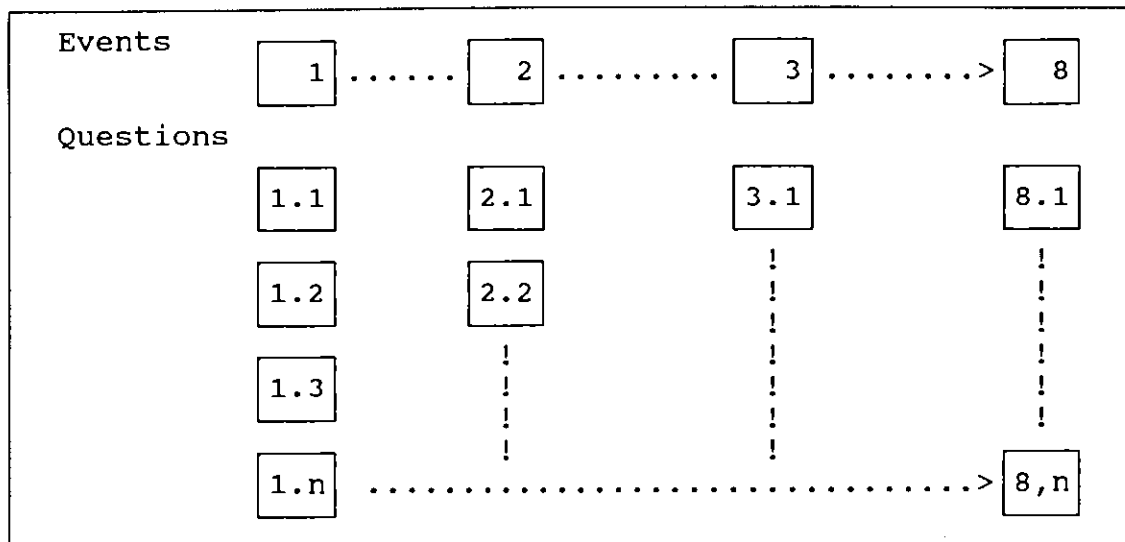 Events
1 ...... 2 ......... 3 ........> 8
Questions
1.1 2.1 3.1 8.1
! !
1.2 2.2 ! !
! !
! ! !
! ! !
1.3 ! ! !
! ! !
! !
1.n ..................................> 8,n